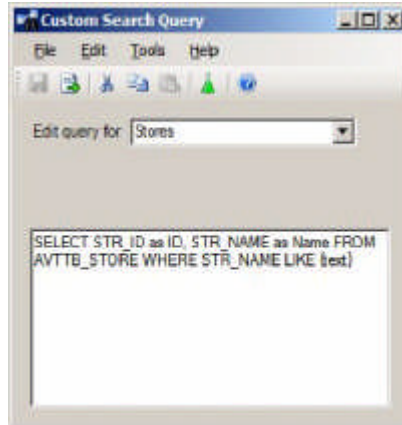 Custom Search Query
File Edit Tools Help
Edit query for Stores
SELECT STR_ID as ID, STR_NAME as Name FROM
AVTTB_STORE WHERE STR_NAME LIKE {text}